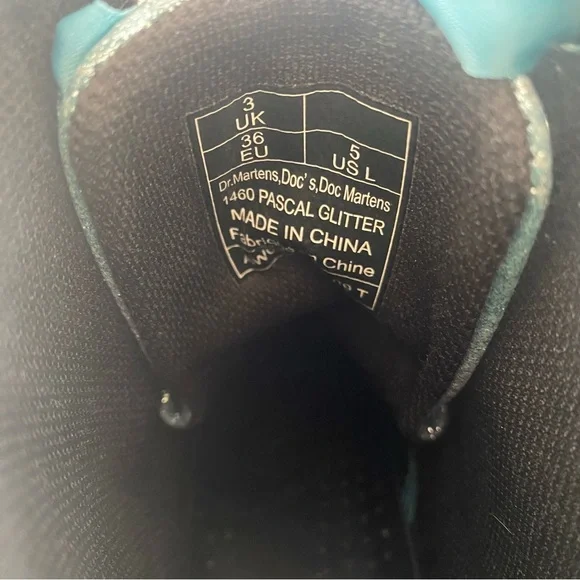 3
UK
36
EU
5
US L
Dr.Martens,Doc's,Doc Martens
1460 PASCAL GLITTER
MADE IN CHINA
Chine
T